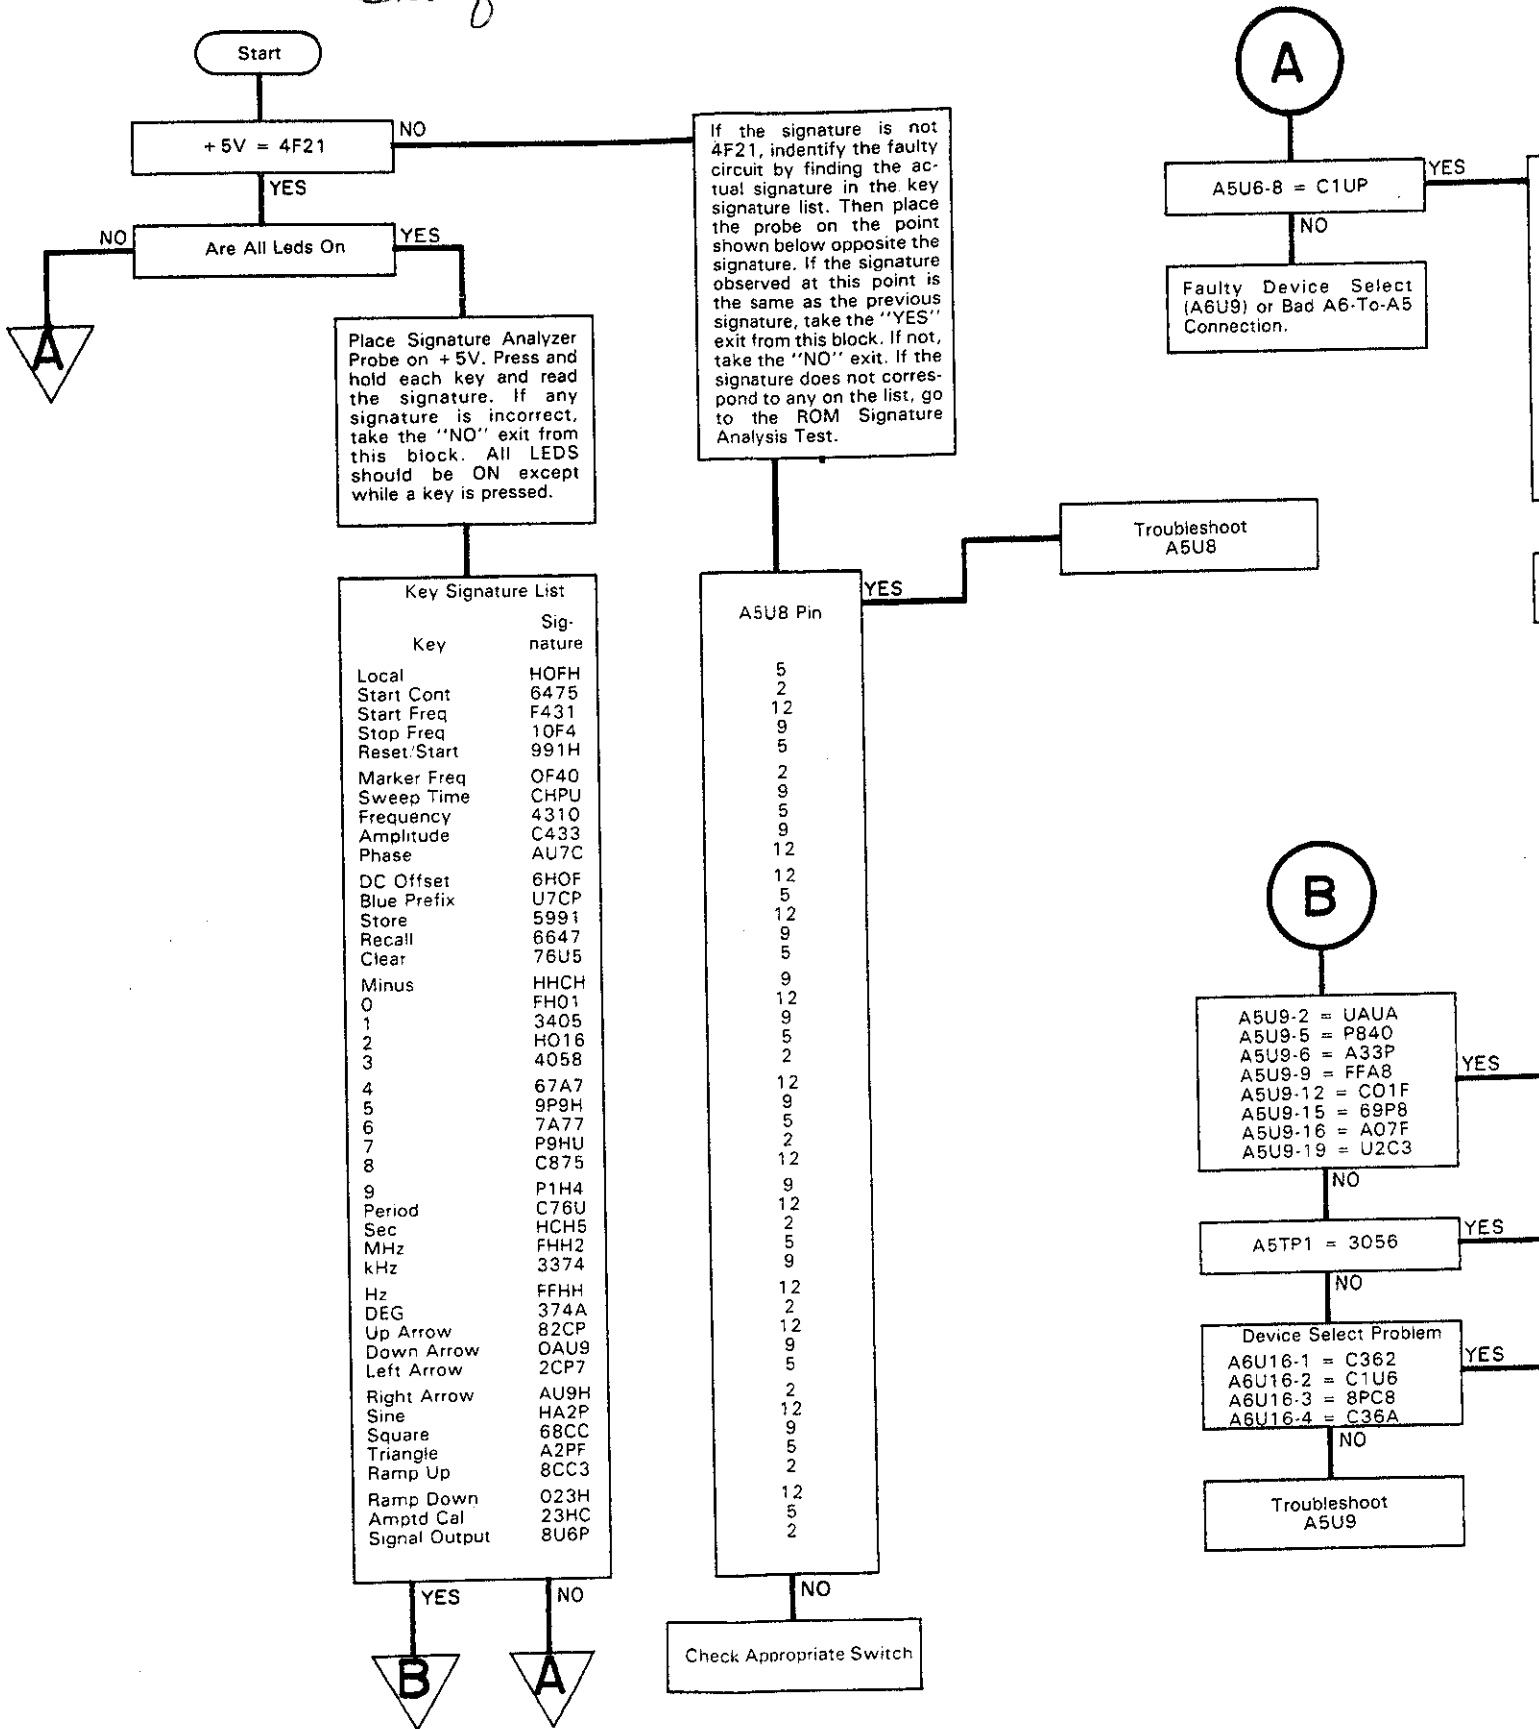 Start
+5V = 4F21
NO
YES
Are All Leds On
NO
YES
A
Place Signature Analyzer
Probe on +5V. Press and
hold each key and read
the signature. If any
signature is incorrect,
take the "NO" exit from
this block. All LEDS
should be ON except
while a key is pressed.
If the signature is not
4F21, indentify the faulty
circuit by finding the ac-
tual signature in the key
signature list. Then place
the probe on the point
shown below opposite the
signature. If the signature
observed at this point is
the same as the previous
signature, take the "YES"
exit from this block. If not,
take the "NO" exit. If the
signature does not corres-
pond to any on the list, go
to the ROM Signature
Analysis Test.
Troubleshoot
A5U8
YES
Key Signature List
Sig-
Key nature
A5U8 Pin
Local HOFH 5
Start Cont 6475 2
Start Freq F431 12
Stop Freq 10F4 9
Reset/Start 991H 5
Marker Freq OF40 2
Sweep Time CHPU 9
Frequency 4310 5
Amplitude C433 9
Phase AU7C 12
DC Offset 6HOF 12
Blue Prefix U7CP 5
Store 5991 12
Recall 6647 9
Clear 76U5 5
Minus HHCH 9
0 FH01 12
1 3405 9
2 HO16 5
3 4058 2
4 67A7 12
5 9P9H 9
6 7A77 5
7 P9HU 2
8 C875 12
9 P1H4 9
Period C76U 12
Sec HCH5 2
MHz FHH2 5
kHz 3374 9
Hz FFHH 12
DEG 374A 2
Up Arrow 82CP 12
Down Arrow OAU9 9
Left Arrow 2CP7 5
Right Arrow AU9H 2
Sine HA2P 12
Square 68CC 9
Triangle A2PF 5
Ramp Up 8CC3 2
Ramp Down 023H 12
Amptd Cal 23HC 5
Signal Output 8U6P 2
YES
NO
B
A
NO
Check Appropriate Switch
A
A5U6-8 = C1UP
YES
NO
Faulty Device Select
(A6U9) or Bad A6-To-A5
Connection.
B
A5U9-2 = UAUA
A5U9-5 = P840
A5U9-6 = A33P
A5U9-9 = FFA8
A5U9-12 = CO1F
A5U9-15 = 69P8
A5U9-16 = A07F
A5U9-19 = U2C3
YES
NO
A5TP1 = 3056
YES
NO
Device Select Problem
A6U16-1 = C362
A6U16-2 = C1U6
A6U16-3 = 8PC8
A6U16-4 = C36A
YES
NO
Troubleshoot
A5U9